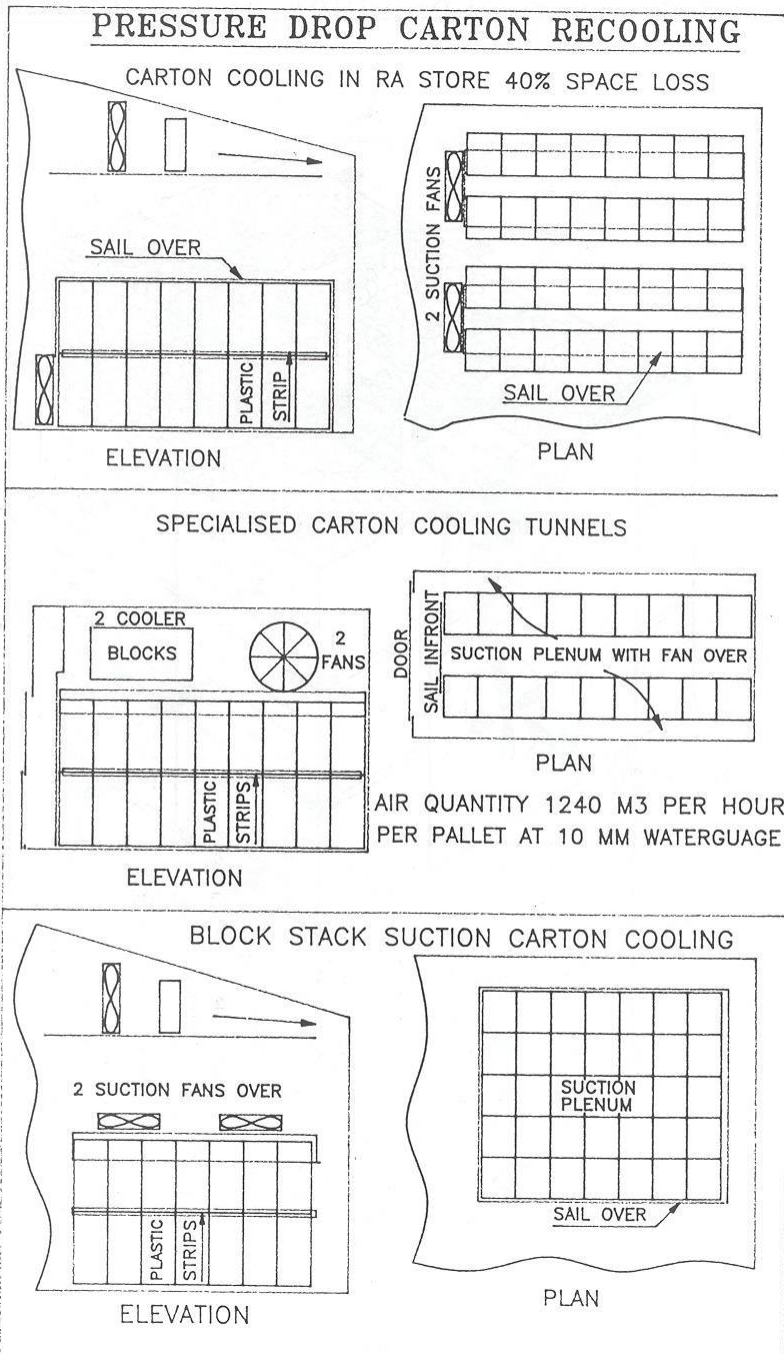 PRESSURE DROP CARTON RECOOLING
CARTON COOLING IN RA STORE 40% SPACE LOSS
SAIL OVER
PLASTIC
STRIP
ELEVATION
2 SUCTION FANS
SAIL OVER
PLAN
SPECIALISED CARTON COOLING TUNNELS
2 COOLER
BLOCKS
2
FANS
PLASTIC
STRIPS
ELEVATION
DOOR
SAIL INFRONT
SUCTION PLENUM WITH FAN OVER
PLAN
AIR QUANTITY 1240 M3 PER HOUR
PER PALLET AT 10 MM WATERGUAGE
BLOCK STACK SUCTION CARTON COOLING
2 SUCTION FANS OVER
PLASTIC
STRIPS
ELEVATION
SUCTION
PLENUM
SAIL OVER
PLAN